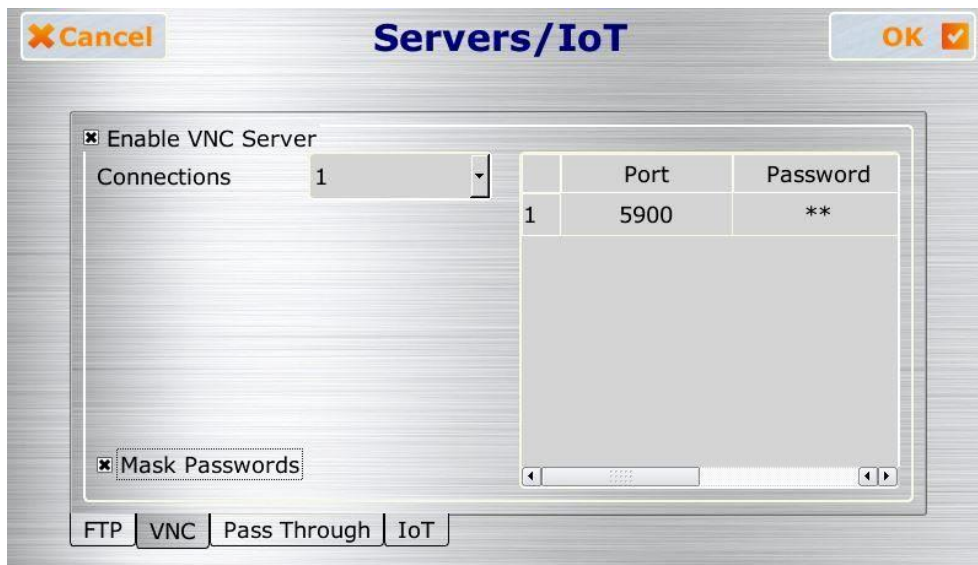 Cancel
Servers/IoT
OK
Enable VNC Server
Connections 1
Port Password
1 5900 **
Mask Passwords
FTP VNC Pass Through IoT